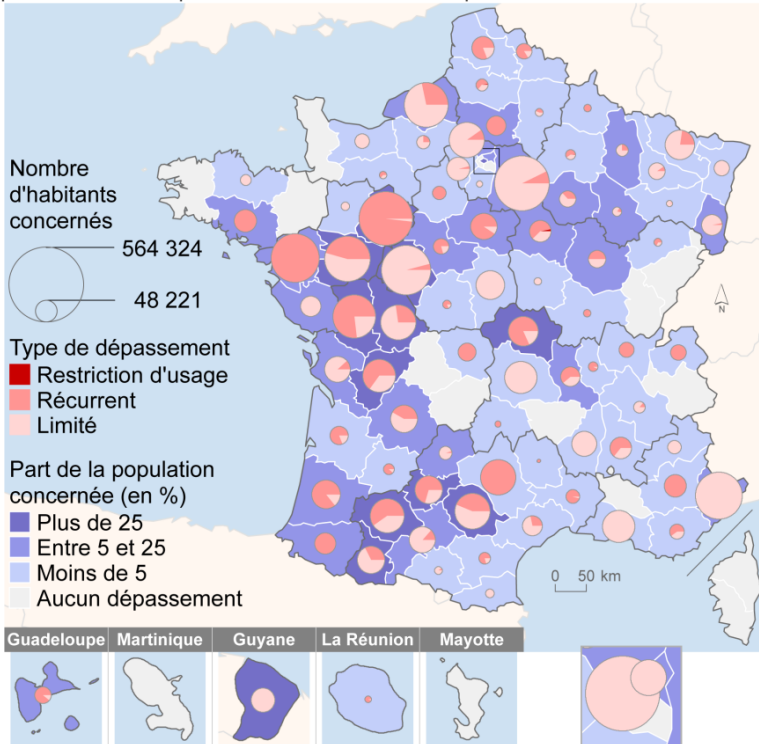 Nombre
d'habitants
concernés
564 324
48 221
Type de dépassement
Restriction d'usage
Récurrent
Limité
Part de la population
concernée (en %)
Plus de 25
Entre 5 et 25
Moins de 5
Aucun dépassement
N
0 50 km
Guadeloupe Martinique Guyane La Réunion Mayotte